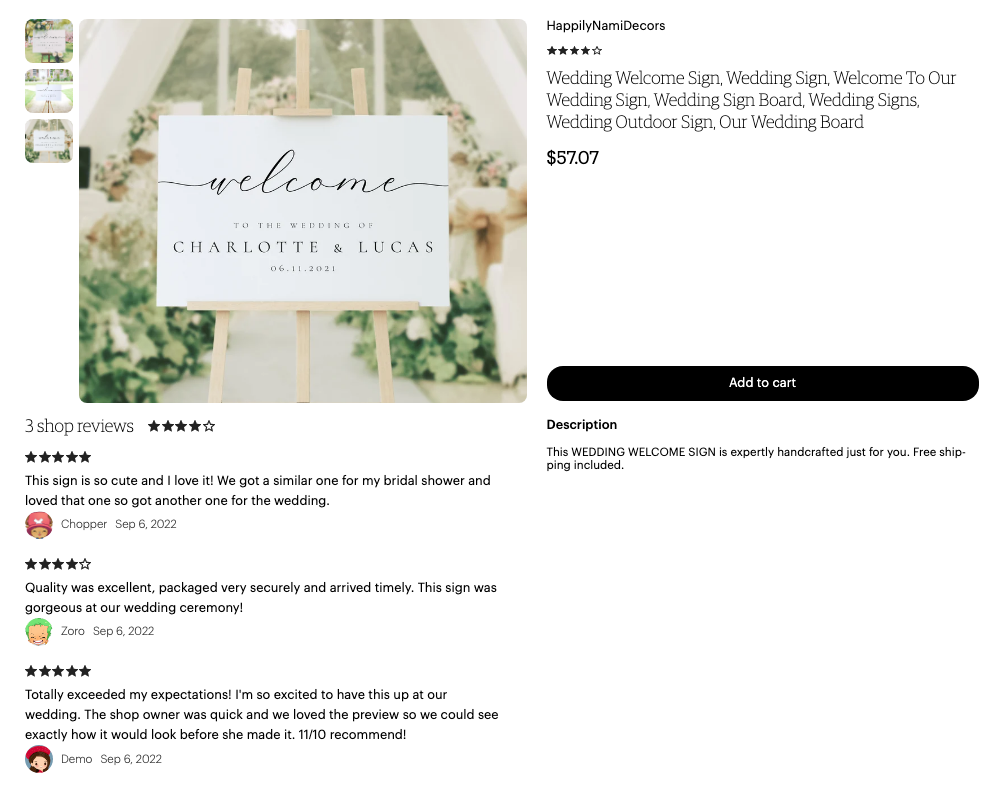 welcome
TO THE WEDDING OF
CHARLOTTE & LUCAS
06.11.2021
HappilyNamiDecors
Wedding Welcome Sign, Wedding Sign, Welcome To Our
Wedding Sign, Wedding Sign Board, Wedding Signs,
Wedding Outdoor Sign, Our Wedding Board
$57.07
Add to cart
Description
This WEDDING WELCOME SIGN is expertly handcrafted just for you. Free ship-
ping included.
3 shop reviews
This sign is so cute and I love it! We got a similar one for my bridal shower and
loved that one so got another one for the wedding.
Chopper Sep 6, 2022
Quality was excellent, packaged very securely and arrived timely. This sign was
gorgeous at our wedding ceremony!
Zoro Sep 6, 2022
Totally exceeded my expectations! I'm so excited to have this up at our
wedding. The shop owner was quick and we loved the preview so we could see
exactly how it would look before she made it. 11/10 recommend!
Demo Sep 6, 2022